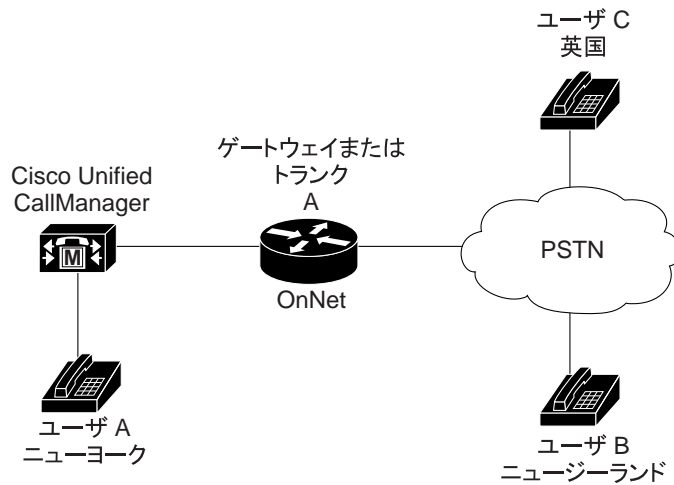 ユーザ C
英国
ゲートウェイまたは
トランク
A
Cisco Unified
CallManager
M
PSTN
OnNet
ユーザ A
ニューヨーク
ユーザ B
ニュージーランド